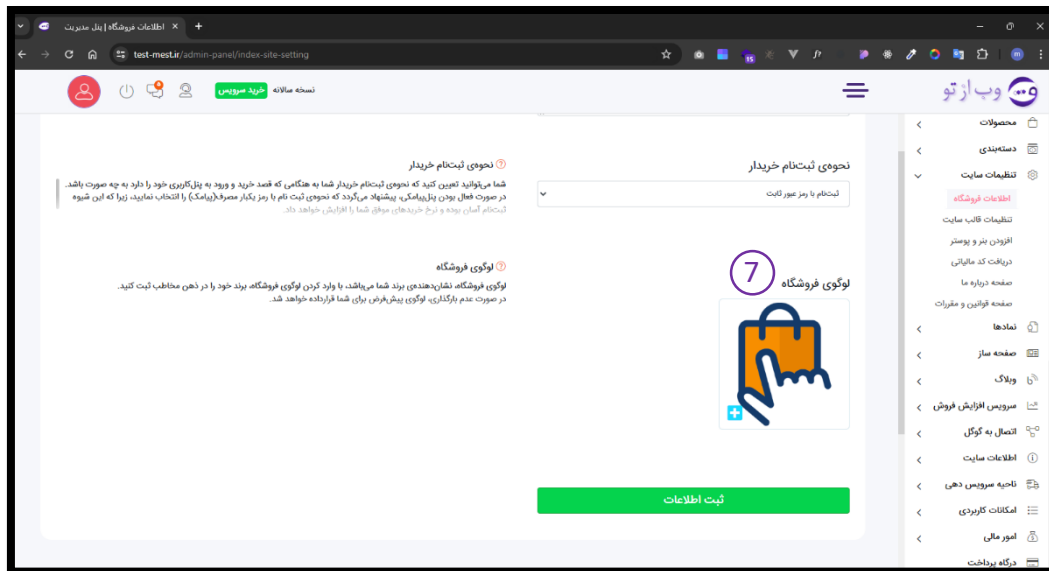 اطلاعات فروشگاه | پنل مدیریت
test-mest.ir/admin-panel/index-site-setting
وب از تو
نسخه سالانه
خرید سرویس
محصولات
دسته‌بندی
تنظیمات سایت
اطلاعات فروشگاه
تنظیمات قالب سایت
افزودن بنر و پوستر
دریافت کد مالیاتی
صفحه درباره ما
صفحه قوانین و مقررات
نمادها
صفحه ساز
وبلاگ
سرویس افزایش فروش
اتصال به گوگل
اطلاعات سایت
ناحیه سرویس دهی
امکانات کاربردی
امور مالی
درگاه پرداخت
نحوه‌ی ثبت‌نام خریدار
ثبت‌نام با رمز عبور ثابت
نحوه‌ی ثبت‌نام خریدار
شما می‌توانید تعیین کنید که نحوه‌ی ثبت‌نام خریدار شما به هنگامی که قصد خرید و ورود به پنل‌کاربری خود را دارد به چه صورت باشد.
در صورت فعال بودن پنل‌پیامکی، پیشنهاد می‌گردد که نحوه‌ی ثبت نام با رمز یکبار مصرف(پیامک) را انتخاب نمایید، زیرا که این شیوه
ثبت‌نام آسان بوده و نرخ خریدهای موفق شما را افزایش خواهد داد.
لوگوی فروشگاه
7
لوگوی فروشگاه
لوگوی فروشگاه، نشان‌دهنده‌ی برند شما می‌باشد، با وارد کردن لوگوی فروشگاه، برند خود را در ذهن مخاطب ثبت کنید.
در صورت عدم بارگذاری، لوگوی پیش‌فرض برای شما قرارداده خواهد شد.
ثبت اطلاعات